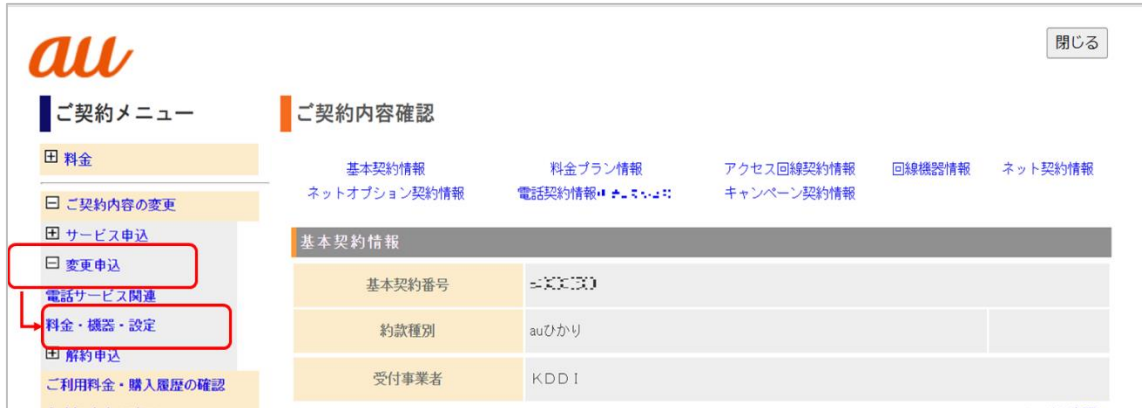 au
閉じる
ご契約メニュー
ご契約内容確認
料金
ご契約内容の変更
サービス申込
変更申込
電話サービス関連
料金・機器・設定
解約申込
ご利用料金・購入履歴の確認
基本契約情報 料金プラン情報 アクセス回線契約情報 回線機器情報 ネット契約情報
ネットオプション契約情報 電話契約情報 キャンペーン契約情報
基本契約情報
基本契約番号
約款種別 auひかり
受付事業者 KDDI